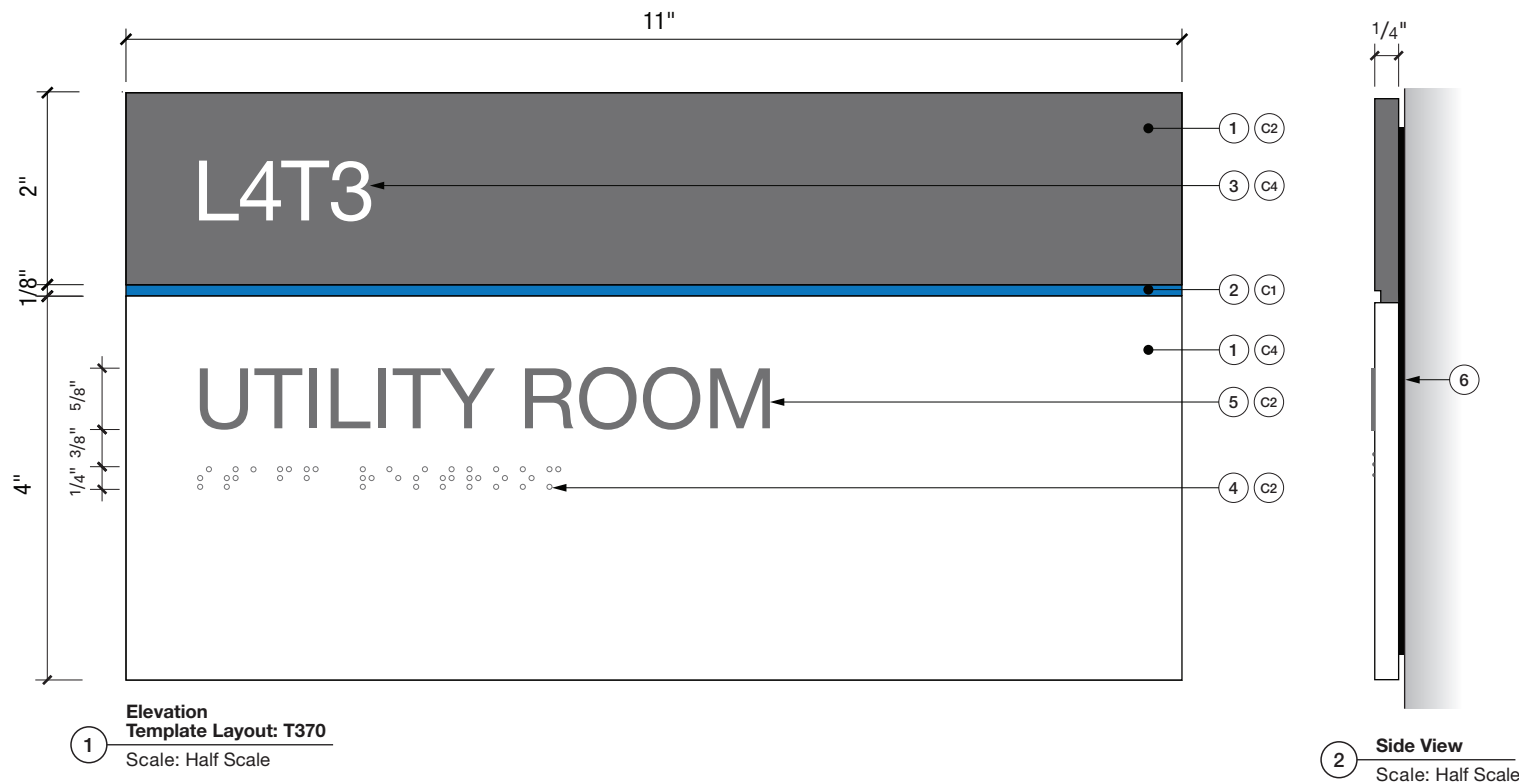 11"
1/4"
1 C2
2"
L4T3
3 C4
1/8"
2 C1
1 C4
6
5/8"
UTILITY ROOM
5 C2
3/8"
4"
1/4"
4 C2
Elevation
Template Layout: T370
1
Scale: Half Scale
Side View
2
Scale: Half Scale